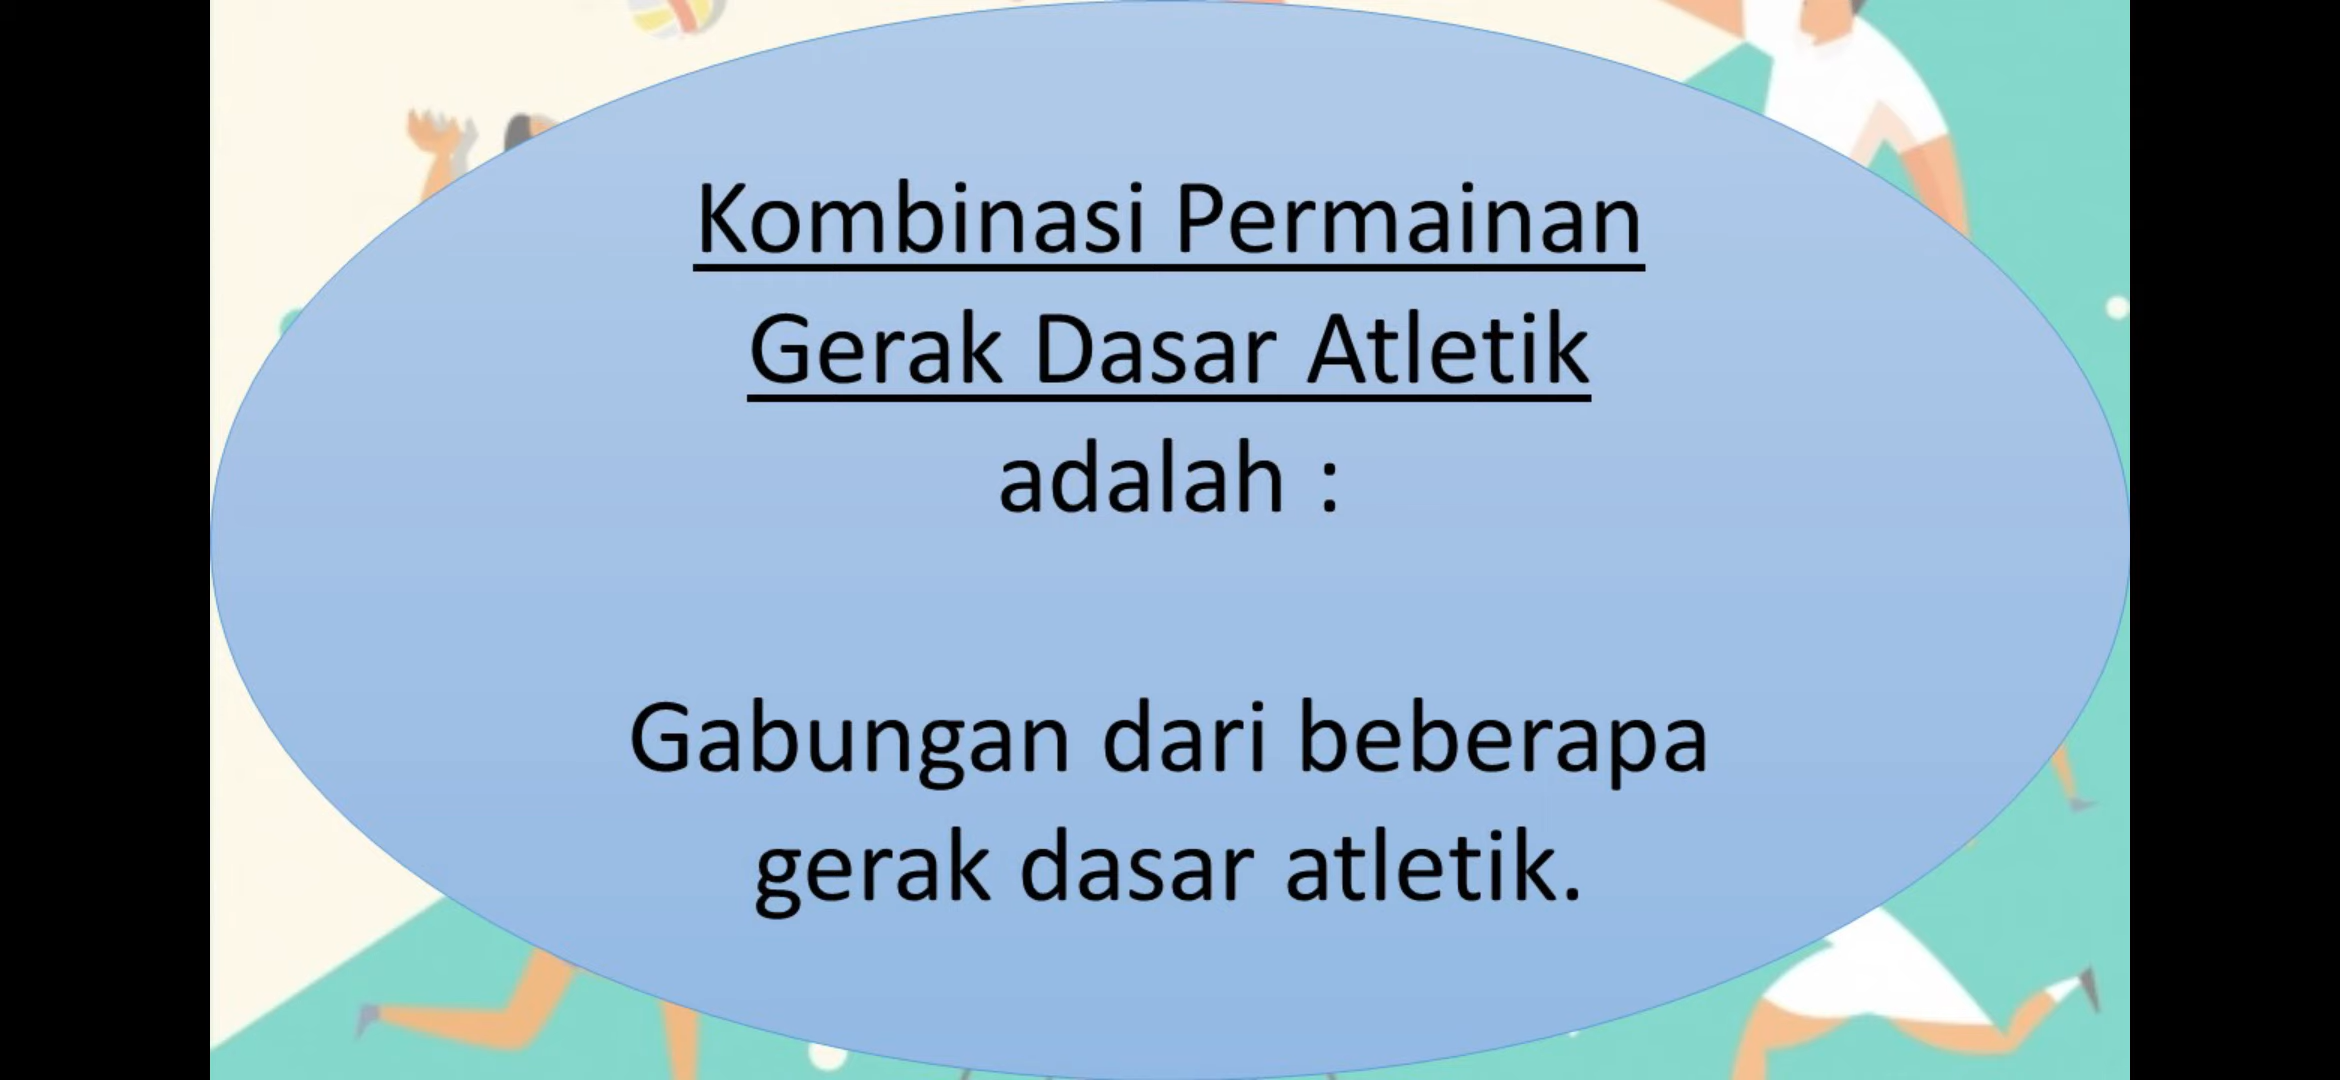 Kombinasi Permainan
Gerak Dasar Atletik
adalah :
Gabungan dari beberapa
gerak dasar atletik.